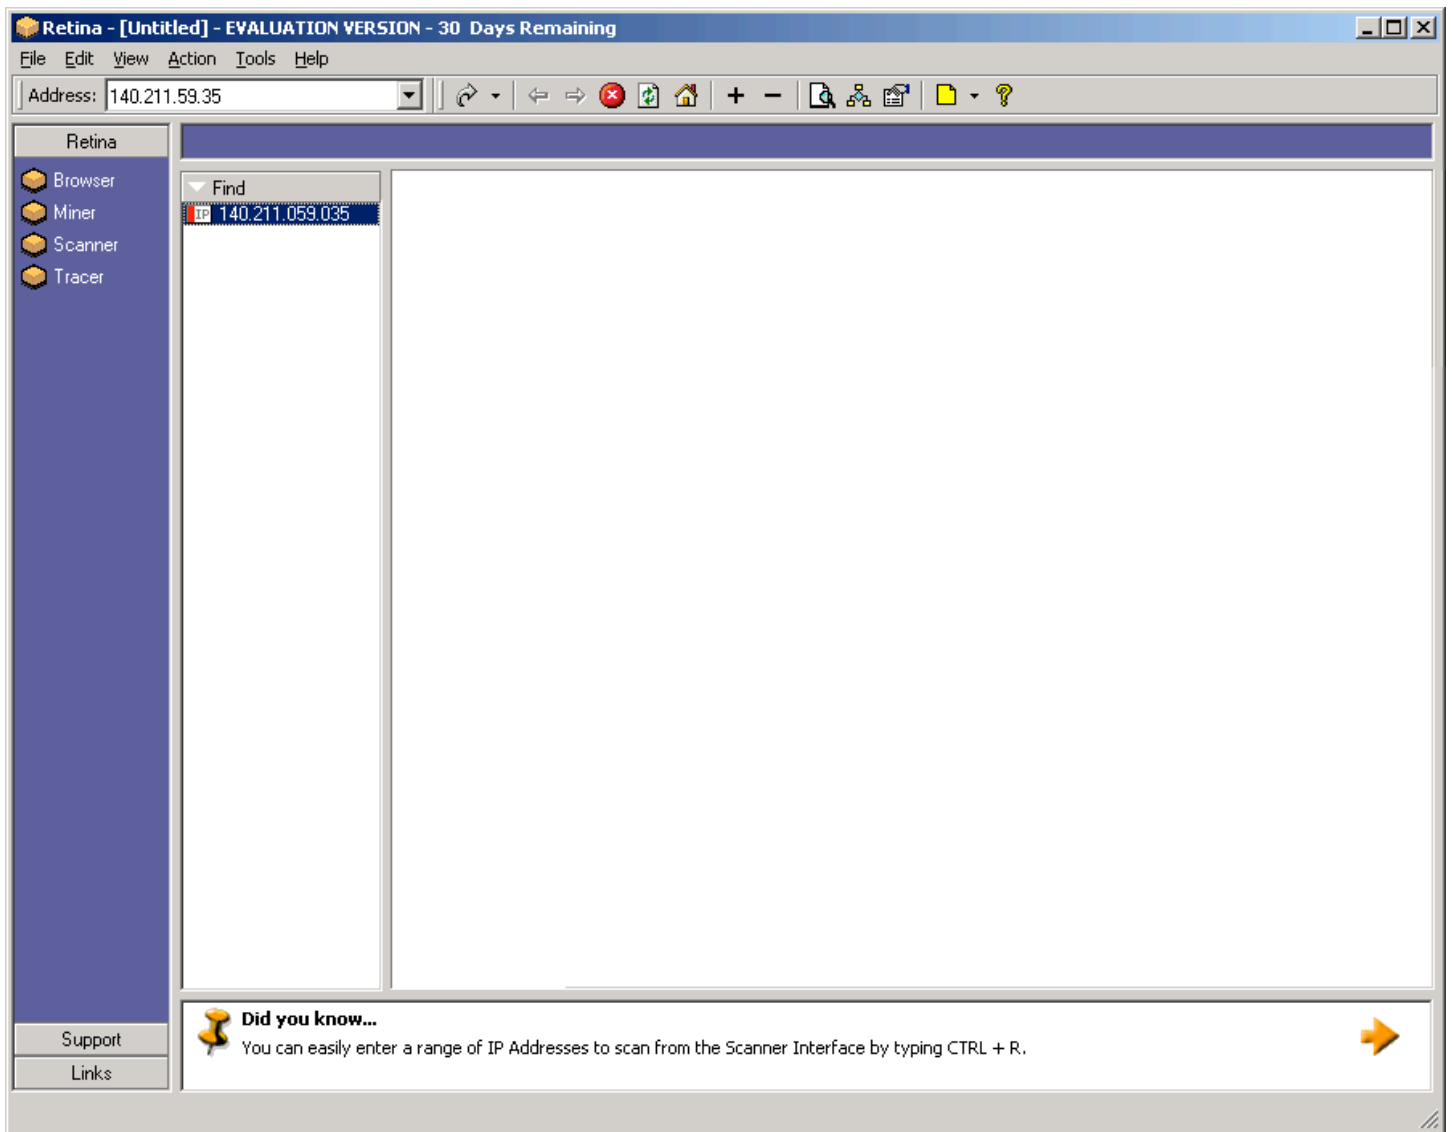 Retina - [Untitled] - EVALUATION VERSION - 30 Days Remaining
File Edit View Action Tools Help
Address: 140.211.59.35
Retina
Browser
Miner
Scanner
Tracer
Find
IP 140.211.059.035
Did you know...
You can easily enter a range of IP Addresses to scan from the Scanner Interface by typing CTRL + R.
Support
Links